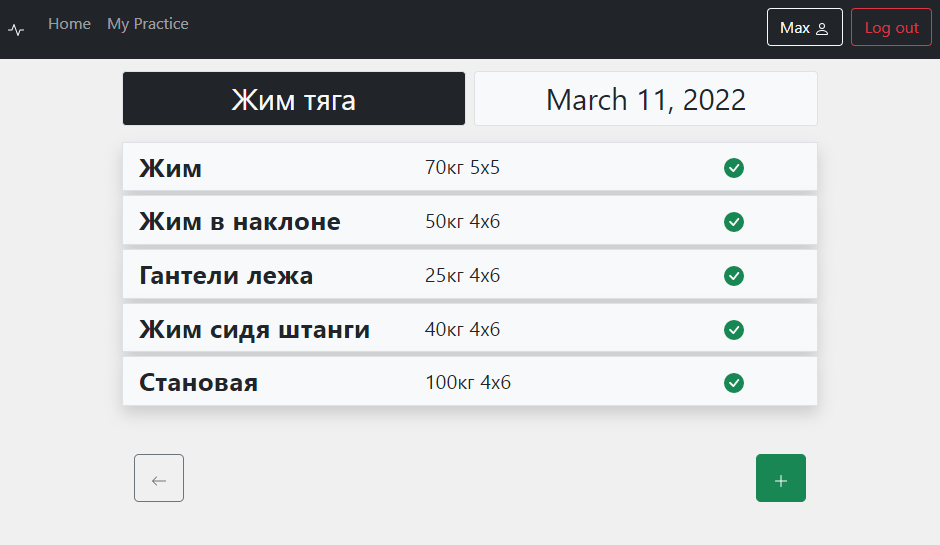 Home My Practice Max Log out
Жим тяга March 11, 2022
Жим 70кг 5x5
Жим в наклоне 50кг 4x6
Гантели лежа 25кг 4x6
Жим сидя штанги 40кг 4x6
Становая 100кг 4x6